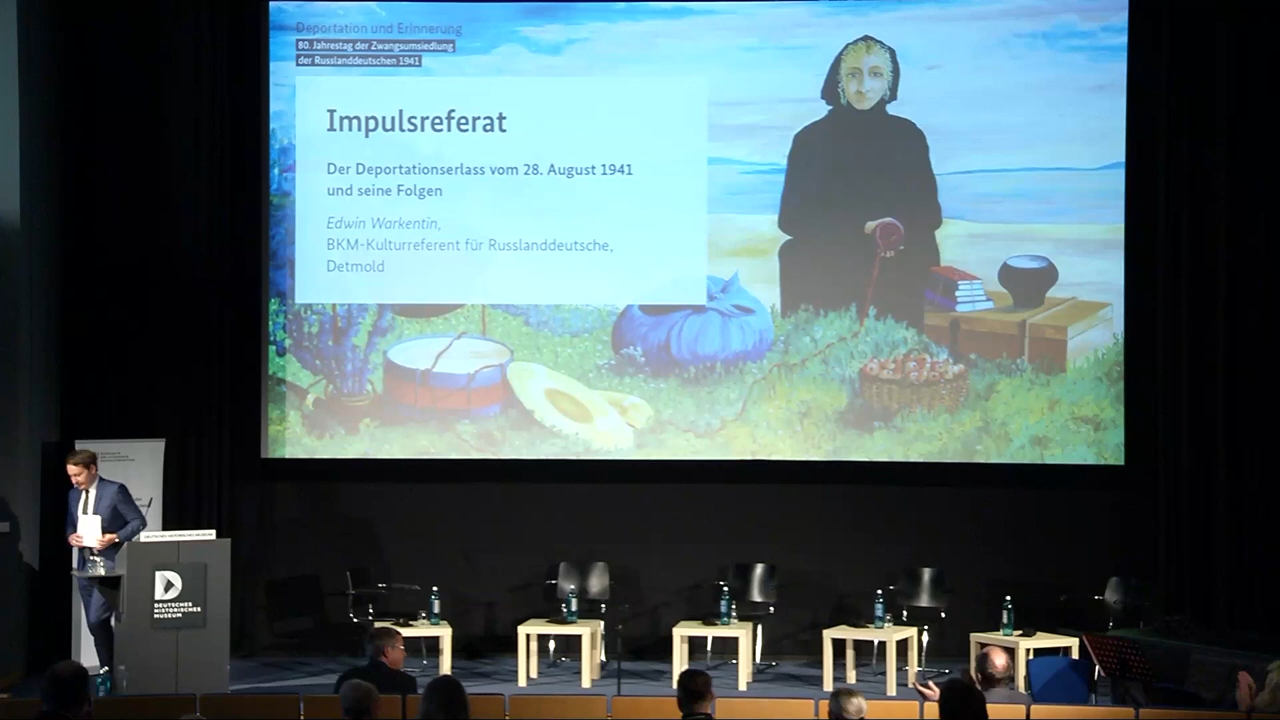 Deportation und Erinnerung
80. Jahrestag der Zwangsumsiedlung
der Russlanddeutschen 1941
Impulsreferat
Der Deportationserlass vom 28. August 1941
und seine Folgen
Edwin Warkentin,
BKM-Kulturreferent für Russlanddeutsche,
Detmold
DEUTSCHES HISTORISCHES MUSEUM
DEUTSCHES
HISTORISCHES
MUSEUM